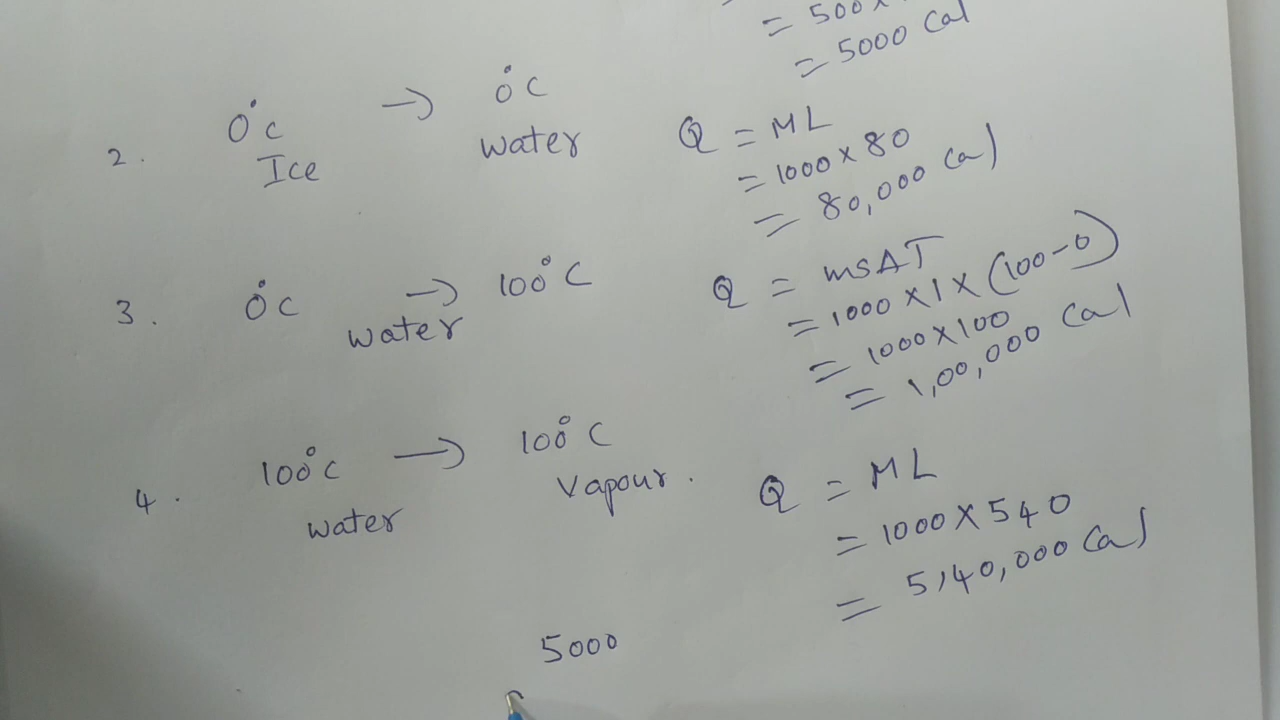 = 500 x
= 5000 Cal
2. 0°C Ice → 0°C water
Q = ML
= 1000 × 80
= 80,000 Cal
3. 0°C → water 100°C
Q = msΔT
= 1000 × 1 × (100-0)
= 1000 × 100
= 1,00,000 Cal
4. 100°C water → 100°C Vapour.
Q = ML
= 1000 × 540
= 5,40,000 Cal
5000